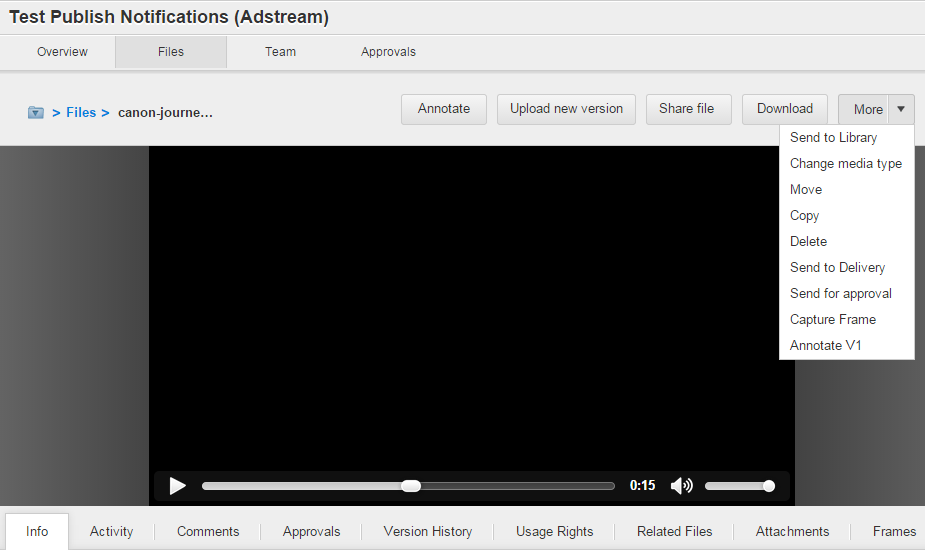 Test Publish Notifications (Adstream)
Overview Files Team Approvals
> Files > canon-journe... Annotate Upload new version Share file Download More
Send to Library
Change media type
Move
Copy
Delete
Send to Delivery
Send for approval
Capture Frame
Annotate V1
0:15
Info Activity Comments Approvals Version History Usage Rights Related Files Attachments Frames